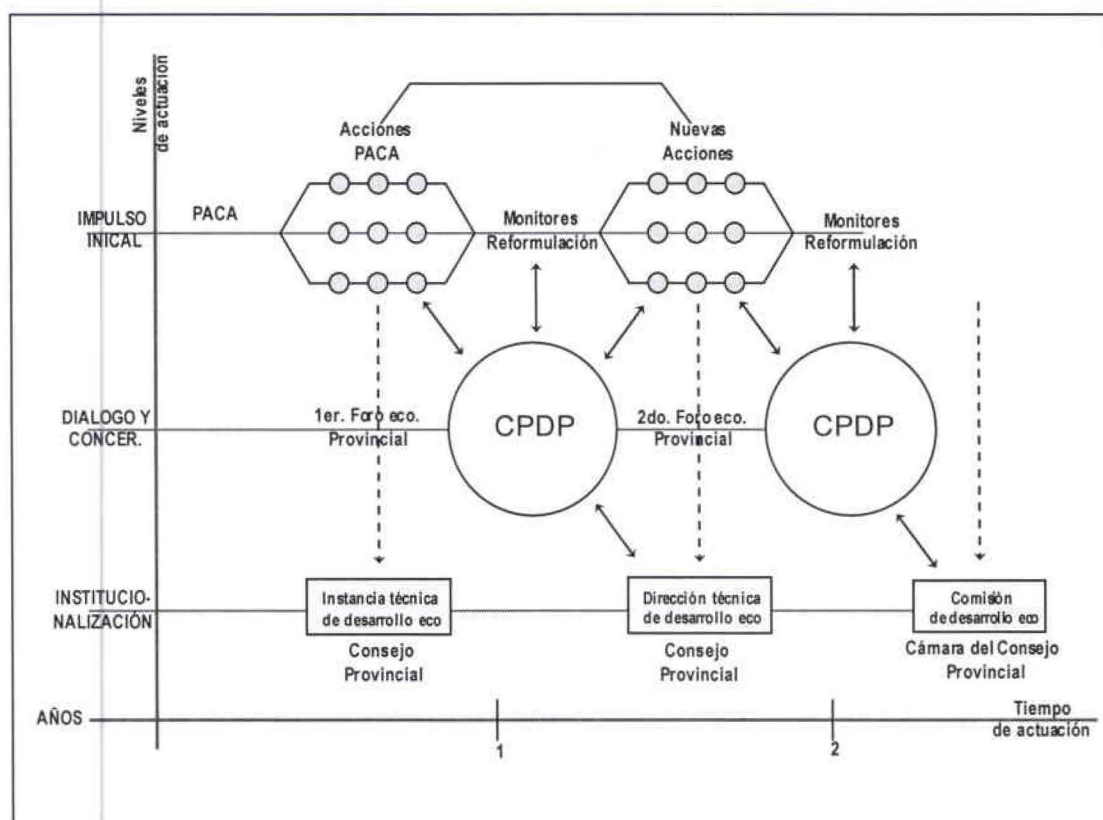 Niveles
de actuación
Acciones
PACA
Nuevas
Acciones
IMPULSO
INICAL
PACA
Monitores
Reformulación
Monitores
Reformulación
DIALOGO Y
CONCER.
1er. Foro eco.
Provincial
CPDP
2do. Foro eco.
Provincial
CPDP
INSTITUCIO-
NALIZACIÓN
Instancia técnica
de desarrollo eco
Consejo
Provincial
Dirección técnica
de desarrollo eco
Consejo
Provincial
Comisión
de desarrollo eco
Cámara del Consejo
Provincial
AÑOS
1
2
Tiempo
de actuación